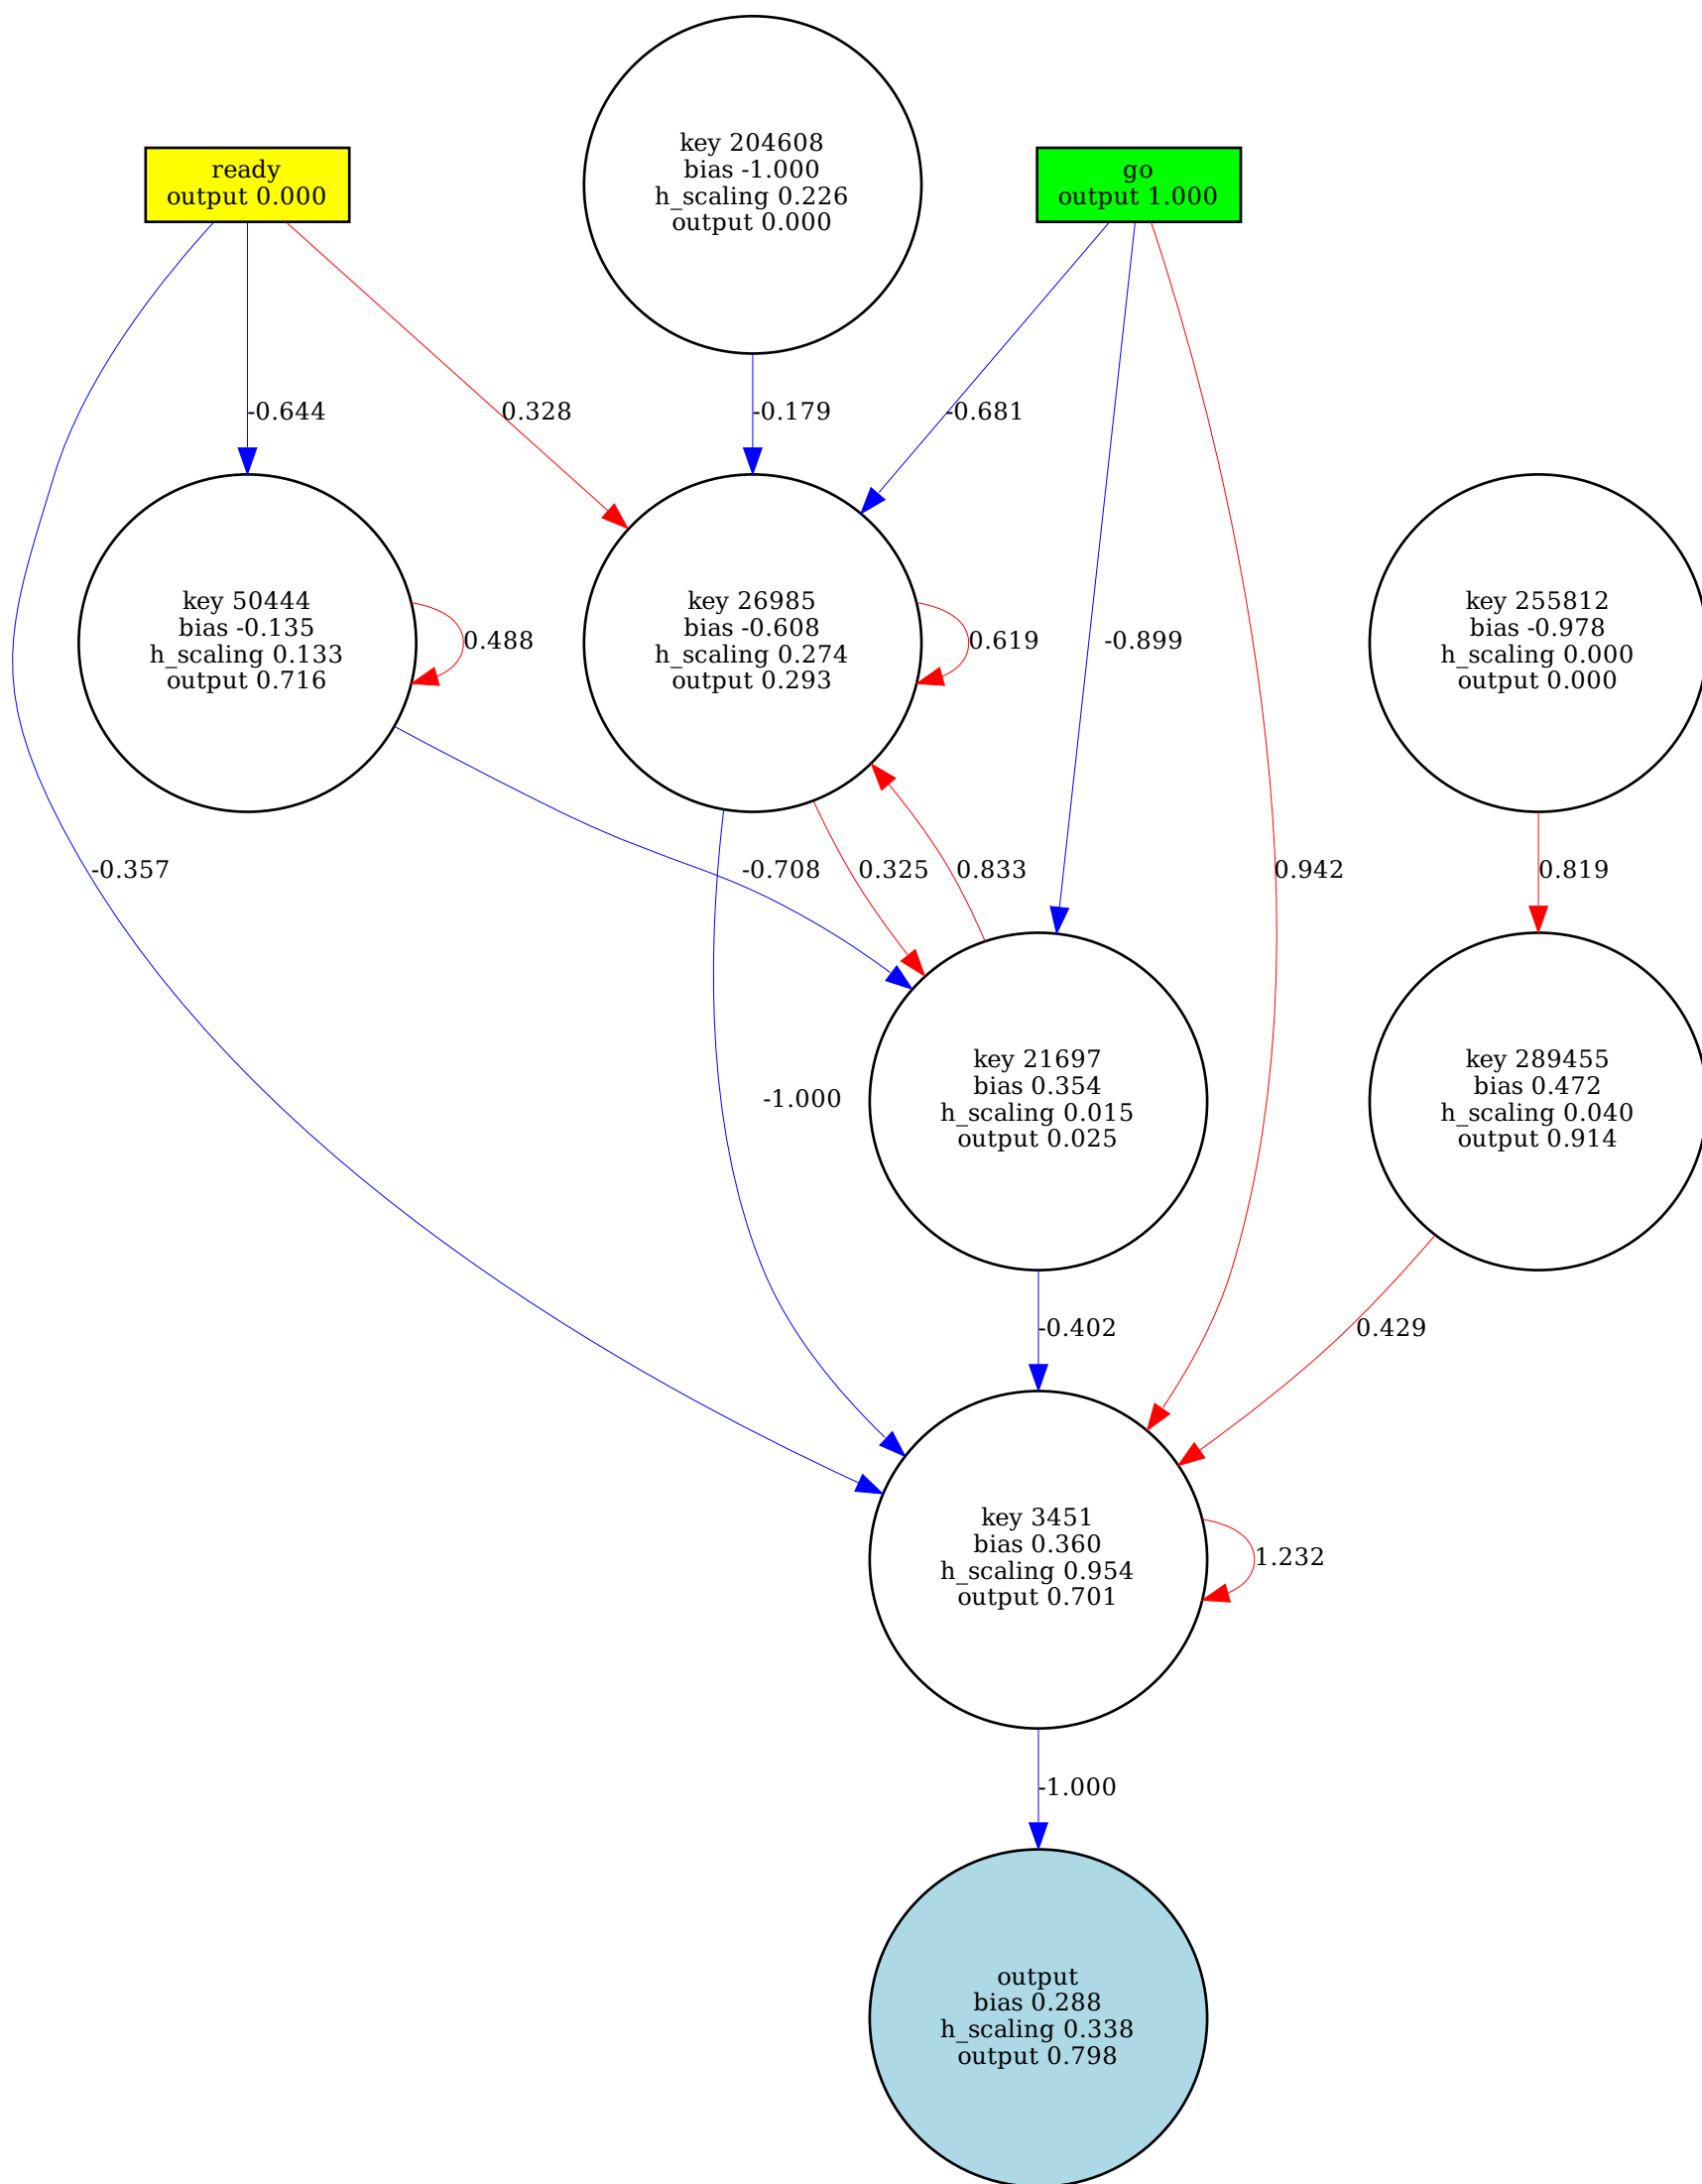 key 204608
bias -1.000
h_scaling 0.226
output 0.000
ready
output 0.000
go
output 1.000
-0.644
0.328
-0.179
-0.681
key 50444
bias -0.135
h_scaling 0.133
output 0.716
0.488
key 26985
bias -0.608
h_scaling 0.274
output 0.293
0.619
-0.899
key 255812
bias -0.978
h_scaling 0.000
output 0.000
-0.357
-0.708
0.325
0.833
0.942
0.819
-1.000
key 21697
bias 0.354
h_scaling 0.015
output 0.025
key 289455
bias 0.472
h_scaling 0.040
output 0.914
-0.402
0.429
key 3451
bias 0.360
h_scaling 0.954
output 0.701
1.232
-1.000
output
bias 0.288
h_scaling 0.338
output 0.798